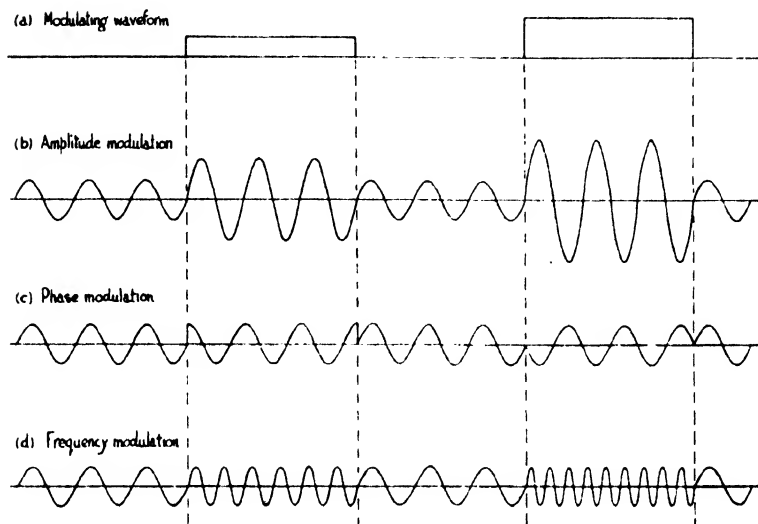 (a) Modulating waveform
(b) Amplitude modulation
(c) Phase modulation
(d) Frequency modulation